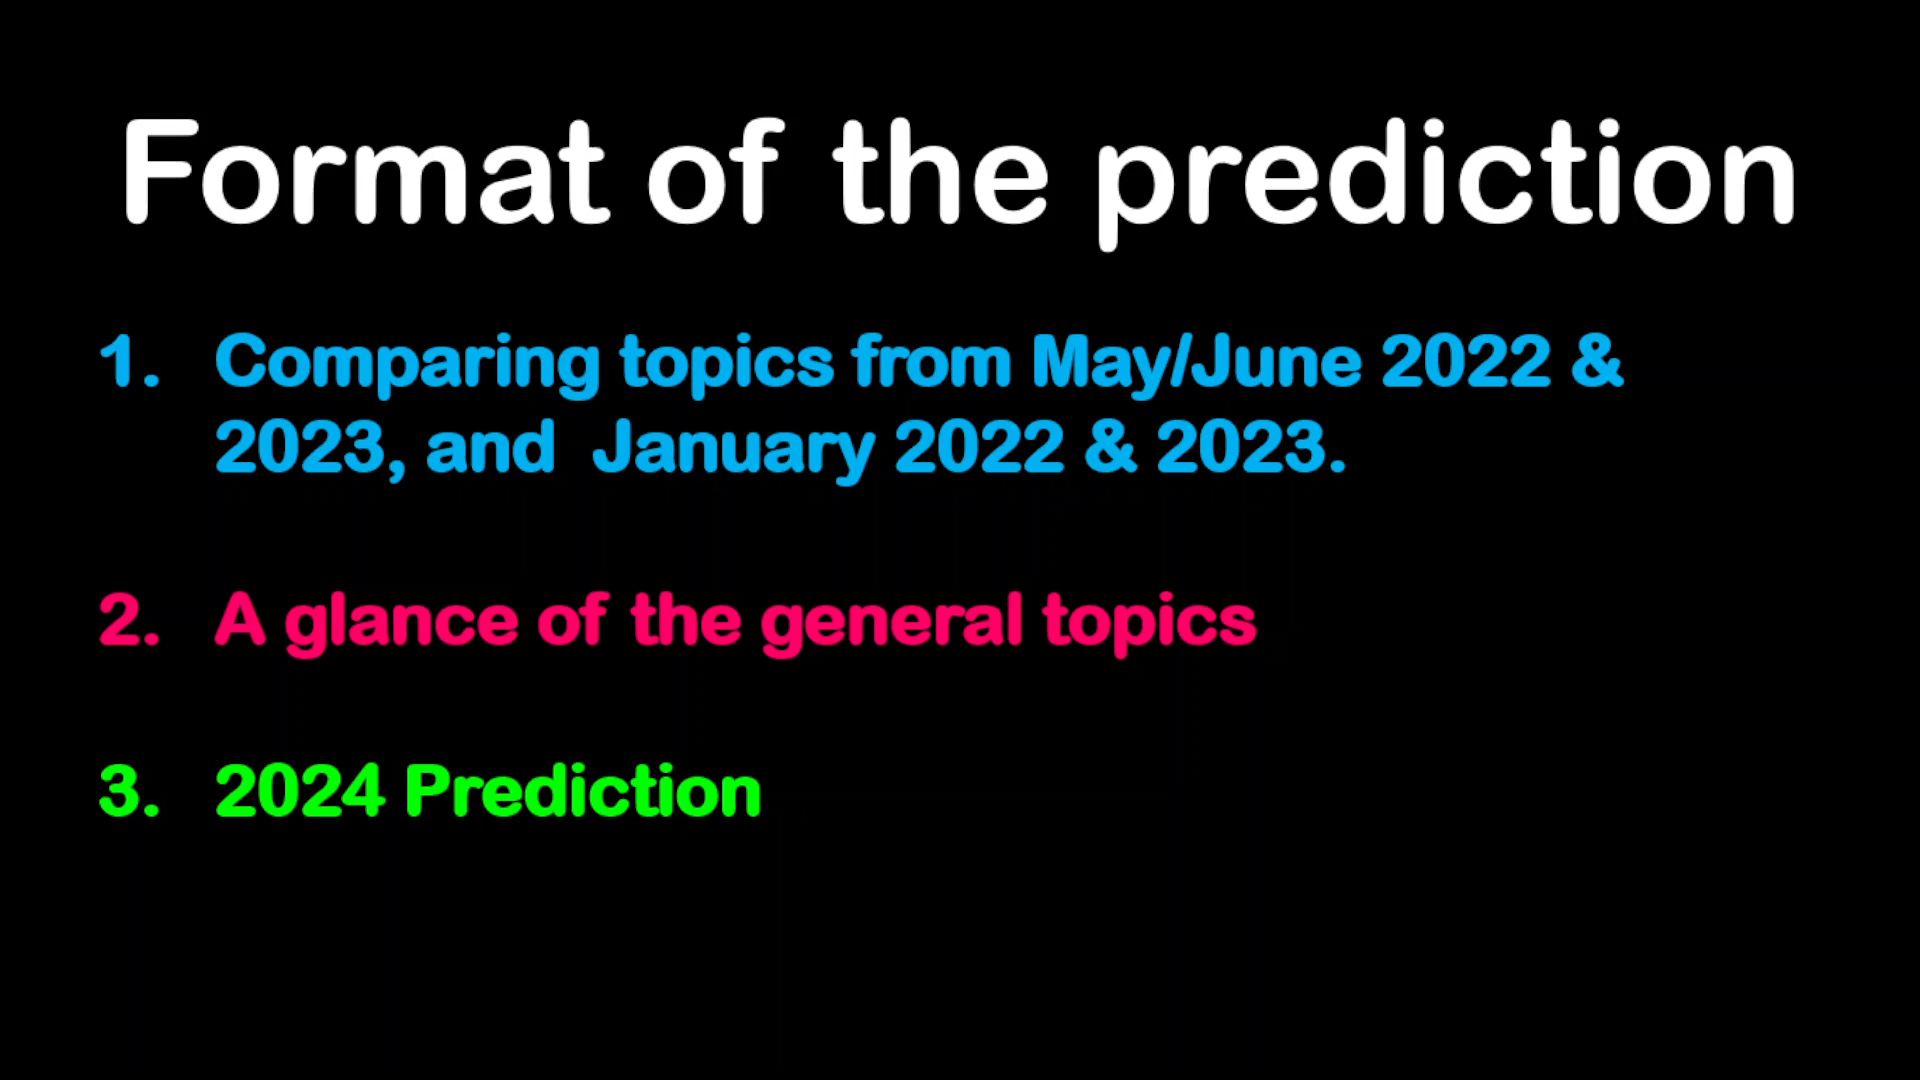 Format of the prediction
1. Comparing topics from May/June 2022 &
2023, and January 2022 & 2023.
2. A glance of the general topics
3. 2024 Prediction